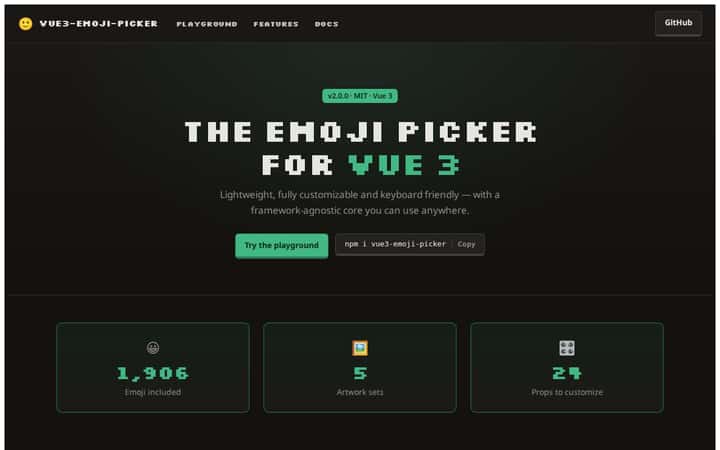 VUE3-EMOJI-PICKER PLAYGROUND FEATURES DOCS GitHub
v2.0.0 · MIT · Vue 3
THE EMOJI PICKER
FOR VUE 3
Lightweight, fully customizable and keyboard friendly — with a
framework-agnostic core you can use anywhere.
Try the playground
npm i vue3-emoji-picker Copy
1,906
Emoji included
5
Artwork sets
24
Props to customize